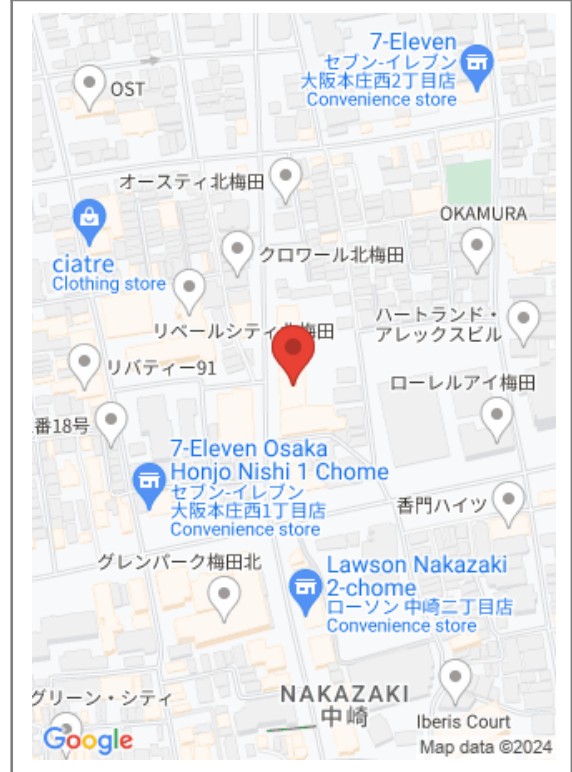 7-Eleven
セブン-イレブン
大阪本庄西2丁目店
Convenience store
OST
オースティ北梅田
OKAMURA
クロワール北梅田
ciatre
Clothing store
リベールシティ北梅田
ハートランド・
アレックスビル
リバティー91
ローレルアイ梅田
番18号
7-Eleven Osaka
Honjo Nishi 1 Chome
セブン-イレブン
大阪本庄西1丁目店
Convenience store
香門ハイツ
グレンパーク梅田北
Lawson Nakazaki
2-chome
ローソン 中崎二丁目店
Convenience store
グリーン・シティ
NAKAZAKI
中崎
Iberis Court
Google
Map data ©2024